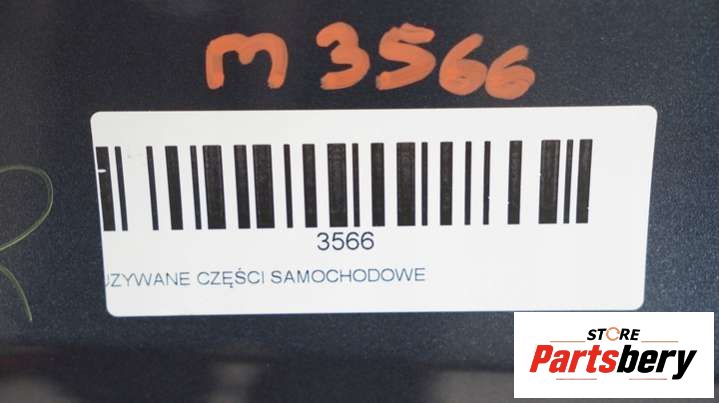 M 3566
3566
UŻYWANE CZĘŚCI SAMOCHODOWE
R
STORE
Partsbery